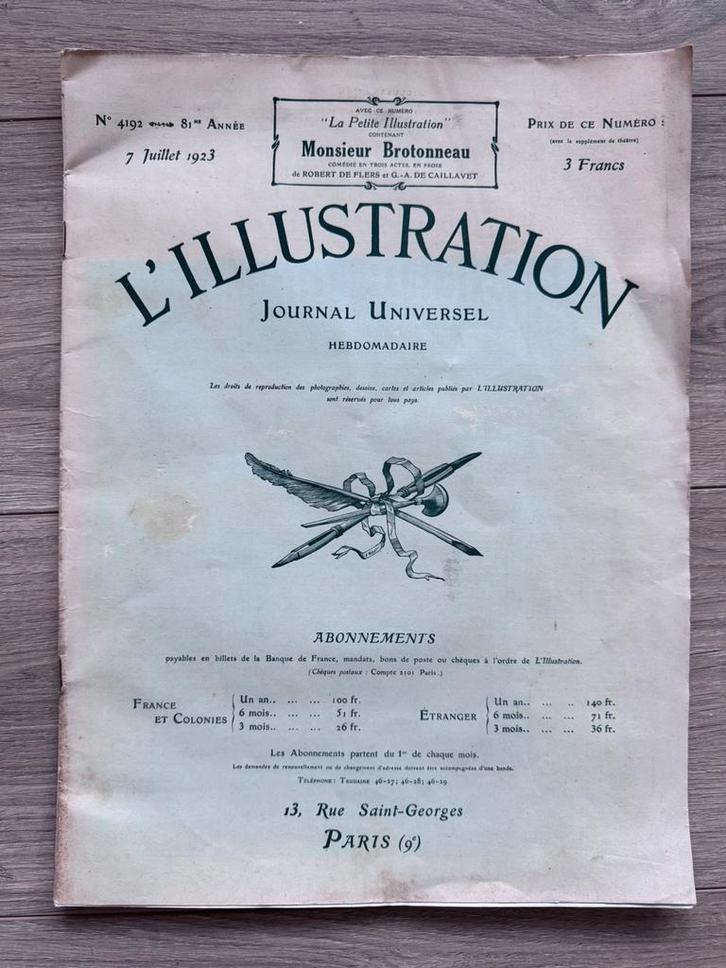 N° 4192 81me Année
7 Juillet 1923
AVEC CE NUMÉRO
"La Petite Illustration"
CONTENANT
Monsieur Brotonneau
COMÉDIE EN TROIS ACTES, EN PROSE
de ROBERT DE FLERS et G.-A. DE CAILLAVET
Prix de ce Numéro :
(avec le supplément de théâtre)
3 Francs
L'ILLUSTRATION
Journal Universel
HEBDOMADAIRE
Les droits de reproduction des photographies, dessins, cartes et articles publiés par L'ILLUSTRATION
sont réservés pour tous pays.
ABONNEMENTS
payables en billets de la Banque de France, mandats, bons de poste ou chèques à l'ordre de L'Illustration.
(Chèques postaux : Compte 2101 Paris.)
France et Colonies
Un an.. ... ... 100 fr.
6 mois.. ... ... 51 fr.
3 mois.. ... ... 26 fr.
Étranger
Un an.. ... .. 140 fr.
6 mois.. ... ... 71 fr.
3 mois.. ... ... 36 fr.
Les Abonnements partent du 1er de chaque mois.
Les demandes de renouvellement ou de changement d'adresse doivent être accompagnées d'une bande.
Téléphone : Trudaine 46-27; 46-28; 46-29
13, Rue Saint-Georges
Paris (9e)